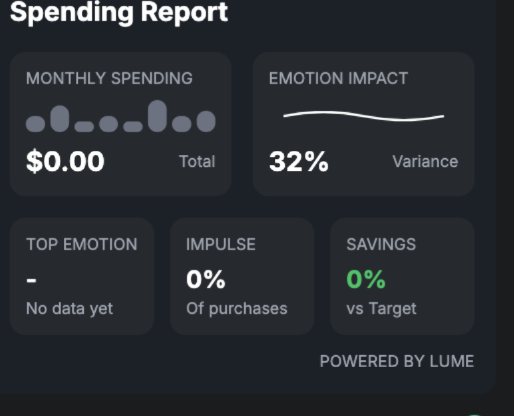 Spending Report
MONTHLY SPENDING
$0.00 Total
EMOTION IMPACT
32% Variance
TOP EMOTION
-
No data yet
IMPULSE
0%
Of purchases
SAVINGS
0%
vs Target
POWERED BY LUME